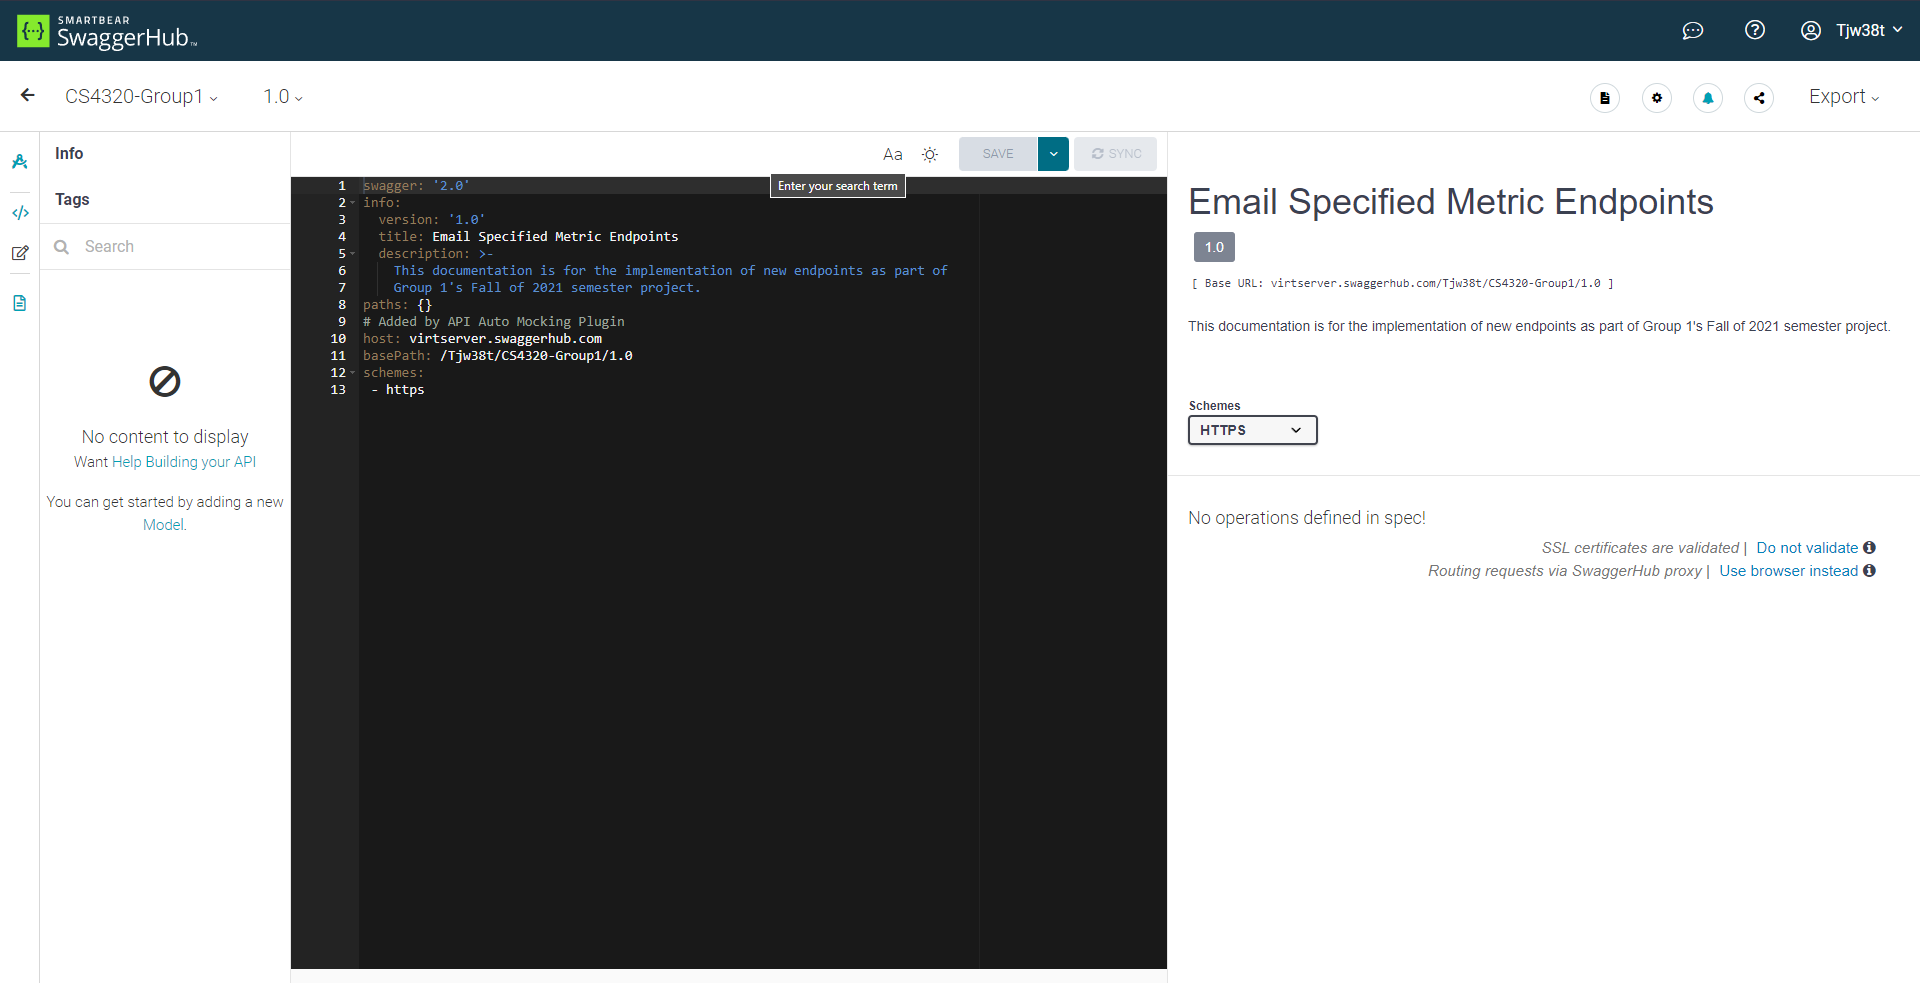 SMARTBEAR
SwaggerHub™
Tjw38t
CS4320-Group1
1.0
Export
Info
Tags
Search
No content to display
Want Help Building your API
You can get started by adding a new
Model.
Aa
SAVE
SYNC
Enter your search term
1 swagger: '2.0'
2 info:
3 version: '1.0'
4 title: Email Specified Metric Endpoints
5 description: >-
6 This documentation is for the implementation of new endpoints as part of
7 Group 1's Fall of 2021 semester project.
8 paths: {}
9 # Added by API Auto Mocking Plugin
10 host: virtserver.swaggerhub.com
11 basePath: /Tjw38t/CS4320-Group1/1.0
12 schemes:
13 - https
Email Specified Metric Endpoints
1.0
[ Base URL: virtserver.swaggerhub.com/Tjw38t/CS4320-Group1/1.0 ]
This documentation is for the implementation of new endpoints as part of Group 1's Fall of 2021 semester project.
Schemes
HTTPS
No operations defined in spec!
SSL certificates are validated | Do not validate
Routing requests via SwaggerHub proxy | Use browser instead